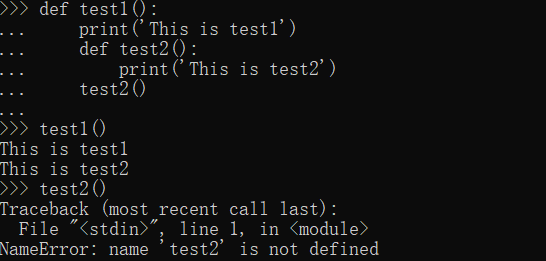 >>> def test1():
...     print('This is test1')
...     def test2():
...         print('This is test2')
...     test2()
...
>>> test1()
This is test1
This is test2
>>> test2()
Traceback (most recent call last):
  File "<stdin>", line 1, in <module>
NameError: name 'test2' is not defined